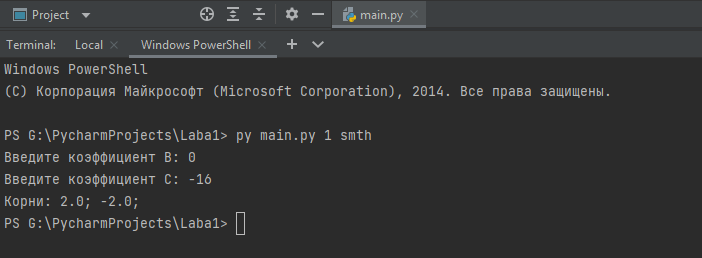 Project main.py
Terminal: Local Windows PowerShell
Windows PowerShell
(C) Корпорация Майкрософт (Microsoft Corporation), 2014. Все права защищены.
PS G:\PycharmProjects\Laba1> py main.py 1 smth
Введите коэффициент B: 0
Введите коэффициент C: -16
Корни: 2.0; -2.0;
PS G:\PycharmProjects\Laba1>